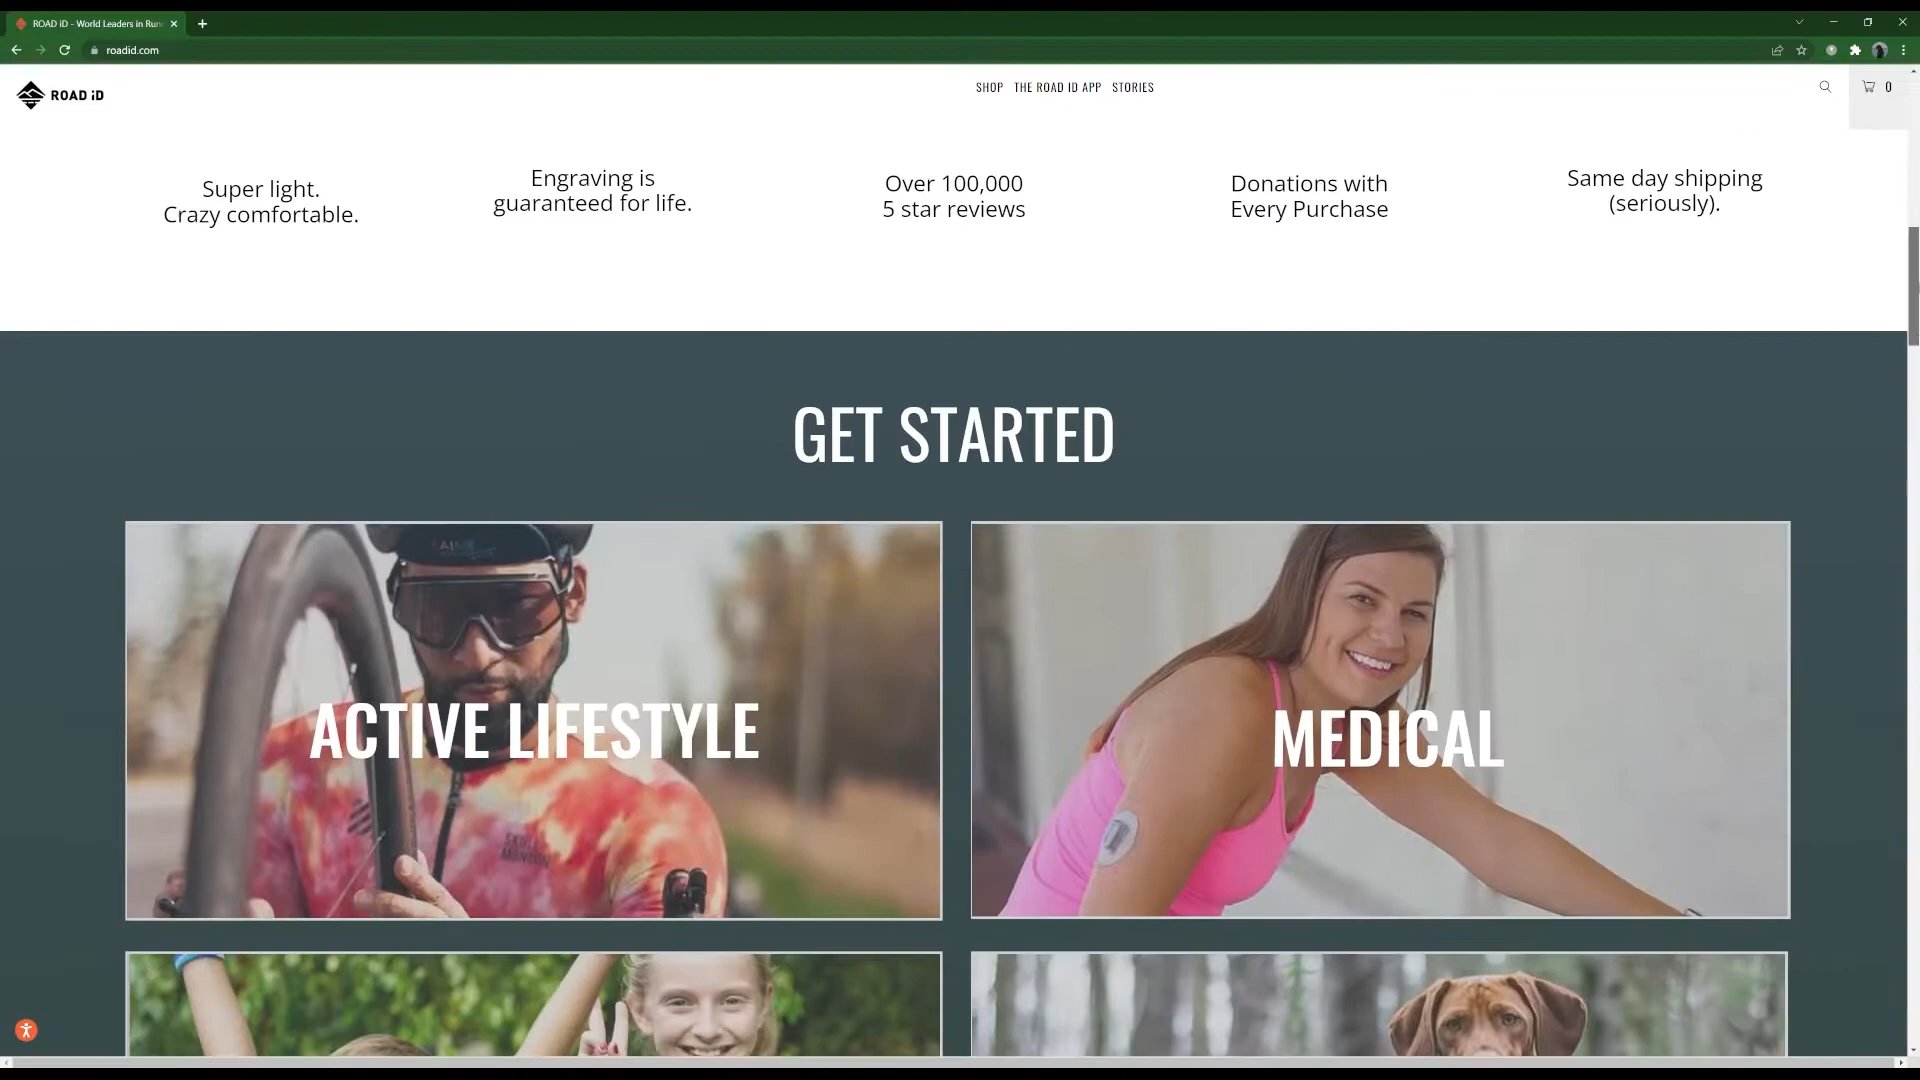 ROAD iD - World Leaders in Run
roadid.com
ROAD iD
SHOP THE ROAD ID APP STORIES
0
Super light.
Crazy comfortable.
Engraving is
guaranteed for life.
Over 100,000
5 star reviews
Donations with
Every Purchase
Same day shipping
(seriously).
GET STARTED
ACTIVE LIFESTYLE
MEDICAL